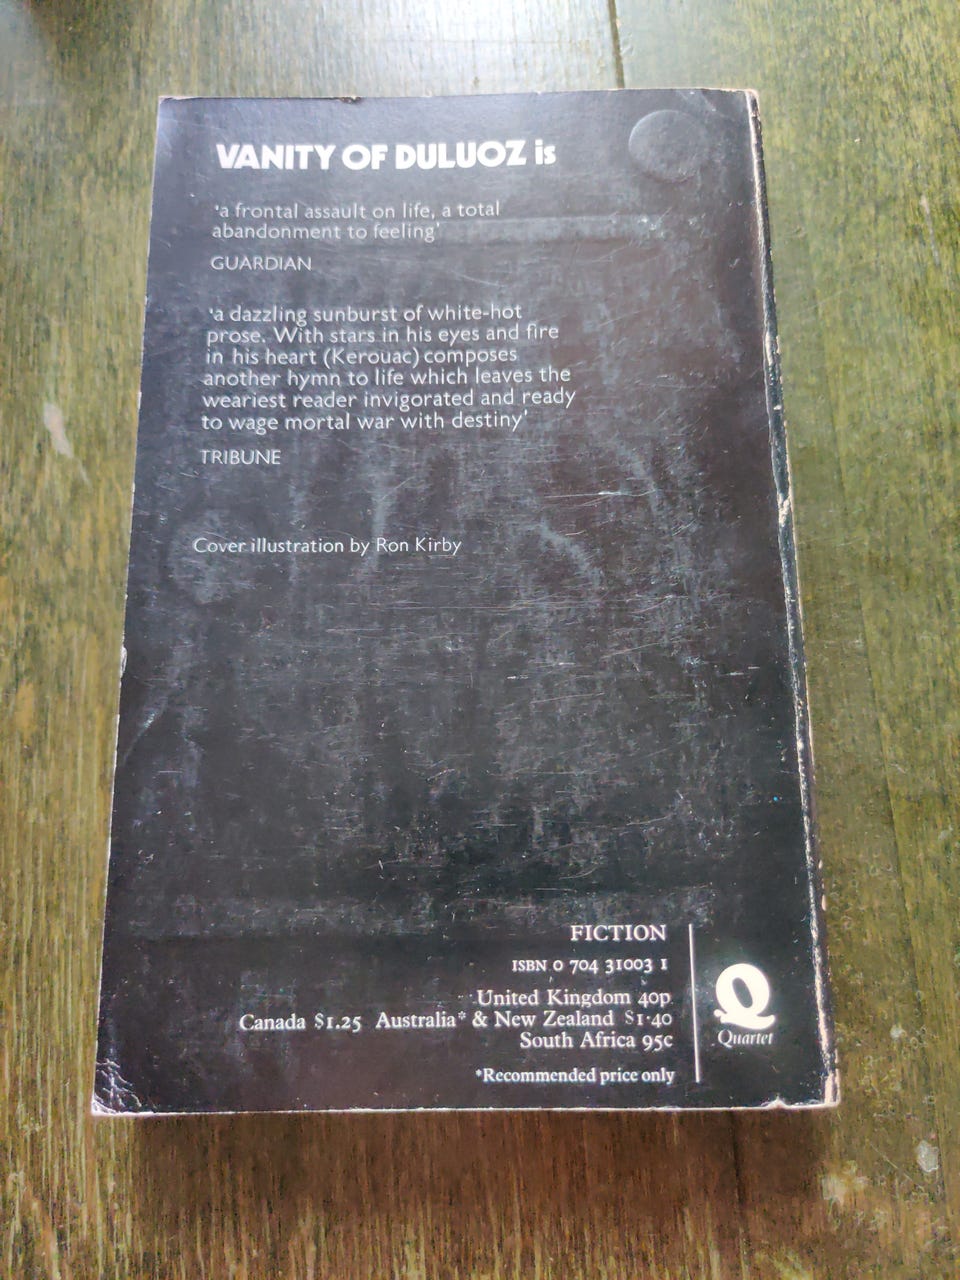 VANITY OF DULUOZ is
'a frontal assault on life, a total
abandonment to feeling'
GUARDIAN
'a dazzling sunburst of white-hot
prose. With stars in his eyes and fire
in his heart (Kerouac) composes
another hymn to life which leaves the
weariest reader invigorated and ready
to wage mortal war with destiny'
TRIBUNE
Cover illustration by Ron Kirby
FICTION
ISBN 0 704 31003 1
United Kingdom 40p
Canada $1.25 Australia* & New Zealand $1·40
South Africa 95c
*Recommended price only
Q
Quartet